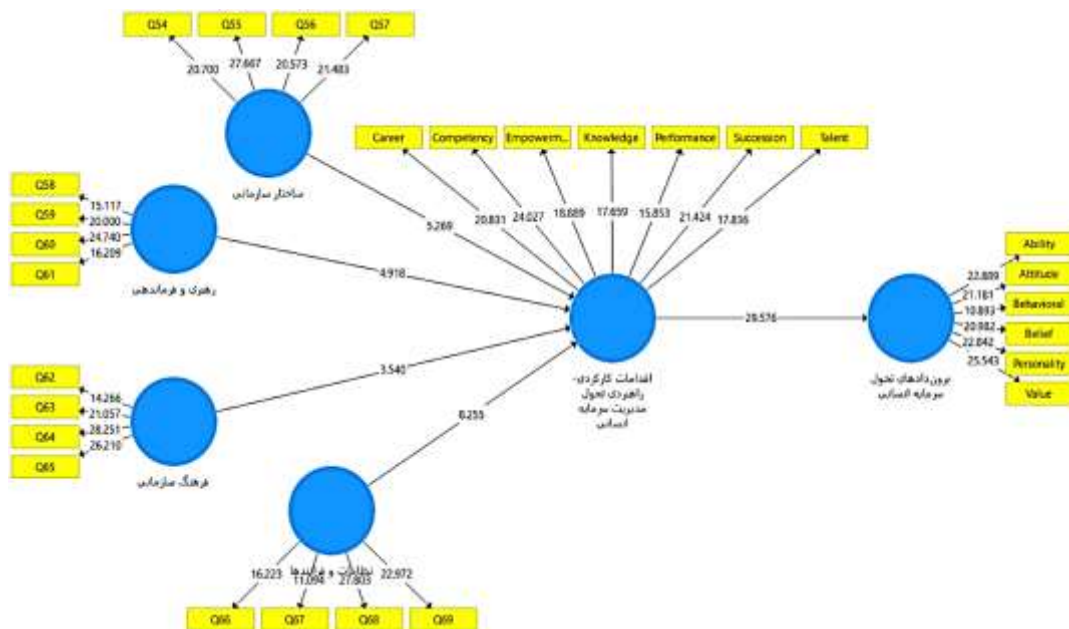 Q54
Q55
Q56
Q57
20.700
27.667
20.573
21.483
ساختار سازمانی
Career
Competency
Empowerm...
Knowledge
Performance
Succession
Talent
20.831
24.027
18.689
17.659
15.853
21.424
17.836
Q58
Q59
Q60
Q61
15.117
20.000
24.740
16.209
رهبری و فرماندهی
5.269
4.918
3.540
29.576
اقدامات کارکردی-
راهبردی تحول
مدیریت سرمایه
انسانی
Ability
Attitude
Behavioral
Belief
Personality
Value
22.889
21.181
10.893
20.982
22.842
25.543
برون‌دادهای تحول
سرمایه انسانی
Q62
Q63
Q64
Q65
14.266
21.057
28.251
26.210
فرهنگ سازمانی
16.223
11.094
27.803
22.972
Q66
Q67
Q68
Q69